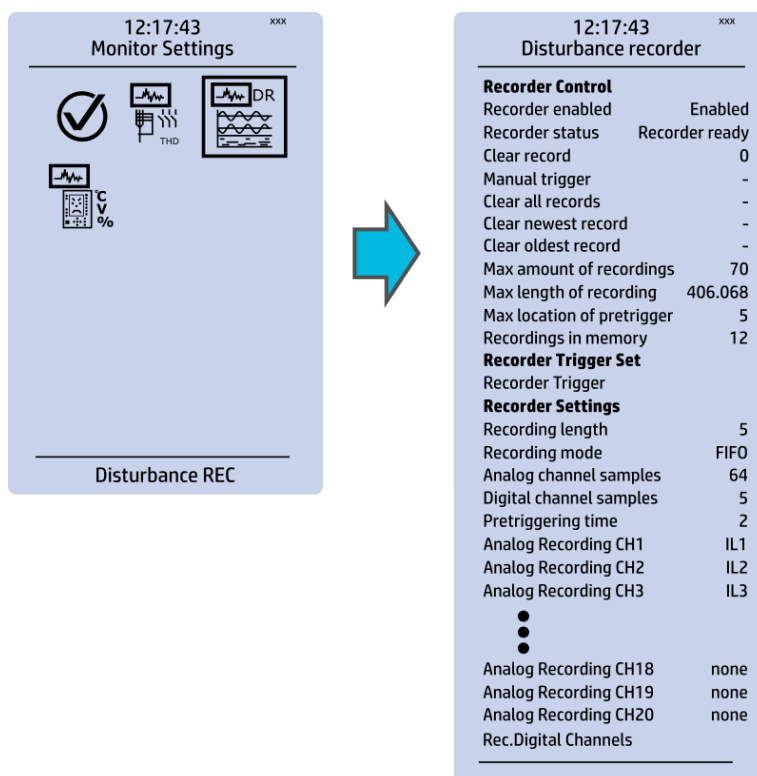 12:17:43 xxx
Monitor Settings
DR
THD
°C
V
%
Disturbance REC
12:17:43 xxx
Disturbance recorder
Recorder Control
Recorder enabled Enabled
Recorder status Recorder ready
Clear record 0
Manual trigger -
Clear all records -
Clear newest record -
Clear oldest record -
Max amount of recordings 70
Max length of recording 406.068
Max location of pretrigger 5
Recordings in memory 12
Recorder Trigger Set
Recorder Trigger
Recorder Settings
Recording length 5
Recording mode FIFO
Analog channel samples 64
Digital channel samples 5
Pretriggering time 2
Analog Recording CH1 IL1
Analog Recording CH2 IL2
Analog Recording CH3 IL3
Analog Recording CH18 none
Analog Recording CH19 none
Analog Recording CH20 none
Rec.Digital Channels